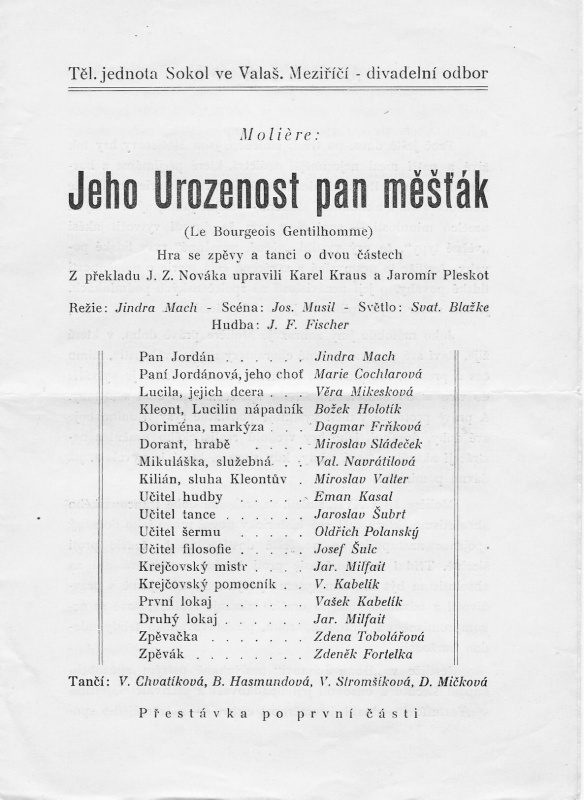 Těl. jednota Sokol ve Valaš. Meziříčí - divadelní odbor
Molière:
Jeho Urozenost pan měšťák
(Le Bourgeois Gentilhomme)
Hra se zpěvy a tanci o dvou částech
Z překladu J. Z. Nováka upravili Karel Kraus a Jaromír Pleskot
Režie: Jindra Mach - Scéna: Jos. Musil - Světlo: Svat. Blažke
Hudba: J. F. Fischer
Pan Jordán . . . . . . Jindra Mach
Paní Jordánová, jeho choť Marie Cochlarová
Lucila, jejich dcera . . . Věra Mikesková
Kleont, Lucilin nápadník Božek Holotík
Doriména, markýza . . . Dagmar Frňková
Dorant, hrabě . . . . Miroslav Sládeček
Mikuláška, služebná . . Val. Navrátilová
Kilián, sluha Kleontův . Miroslav Valter
Učitel hudby . . . . . Eman Kasal
Učitel tance . . . . . Jaroslav Šubrt
Učitel šermu . . . . . Oldřich Polanský
Učitel filosofie . . . . . Josef Šulc
Krejčovský mistr . . . . Jar. Milfait
Krejčovský pomocník . . V. Kabelík
První lokaj . . . . . . Vašek Kabelík
Druhý lokaj . . . . . . Jar. Milfait
Zpěvačka . . . . . . Zdena Tobolářová
Zpěvák . . . . . . Zdeněk Fortelka
Tančí: V. Chvatíková, B. Hasmundová, V. Stromšíková, D. Mičková
Přestávka po první části